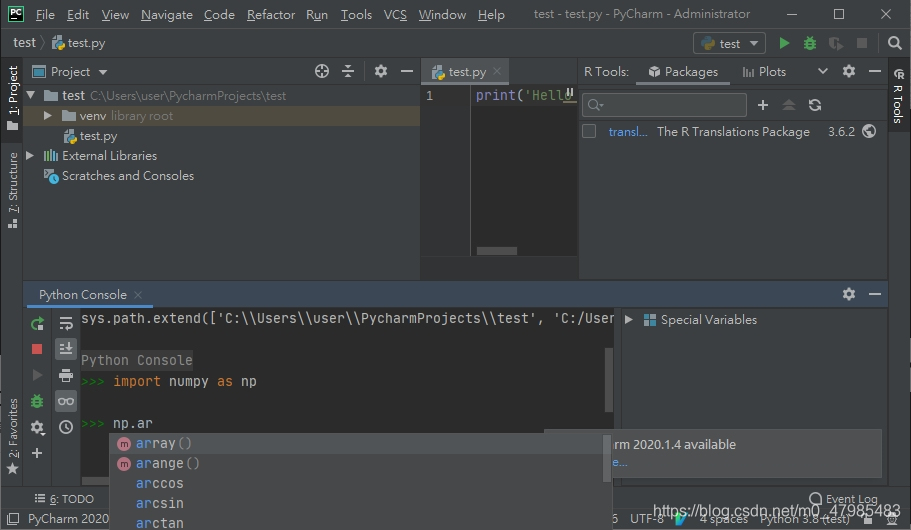 PC File Edit View Navigate Code Refactor Run Tools VCS Window Help test - test.py - PyCharm - Administrator
test test.py test
1: Project
Project
test C:\Users\user\PycharmProjects\test
venv library root
test.py
External Libraries
Scratches and Consoles
7: Structure
2: Favorites
test.py
1 print('Hello
R Tools: Packages Plots
transl... The R Translations Package 3.6.2
R Tools
Python Console
sys.path.extend(['C:\\Users\\user\\PycharmProjects\\test', 'C:/User
Python Console
>>> import numpy as np
>>> np.ar
m array()
m arange()
arccos
arcsin
arctan
Special Variables
arm 2020.1.4 available
e...
6: TODO Event Log
PyCharm 2020 UTF-8 4 spaces Python 3.8 (test)
https://blog.csdn.net/m0_47985483